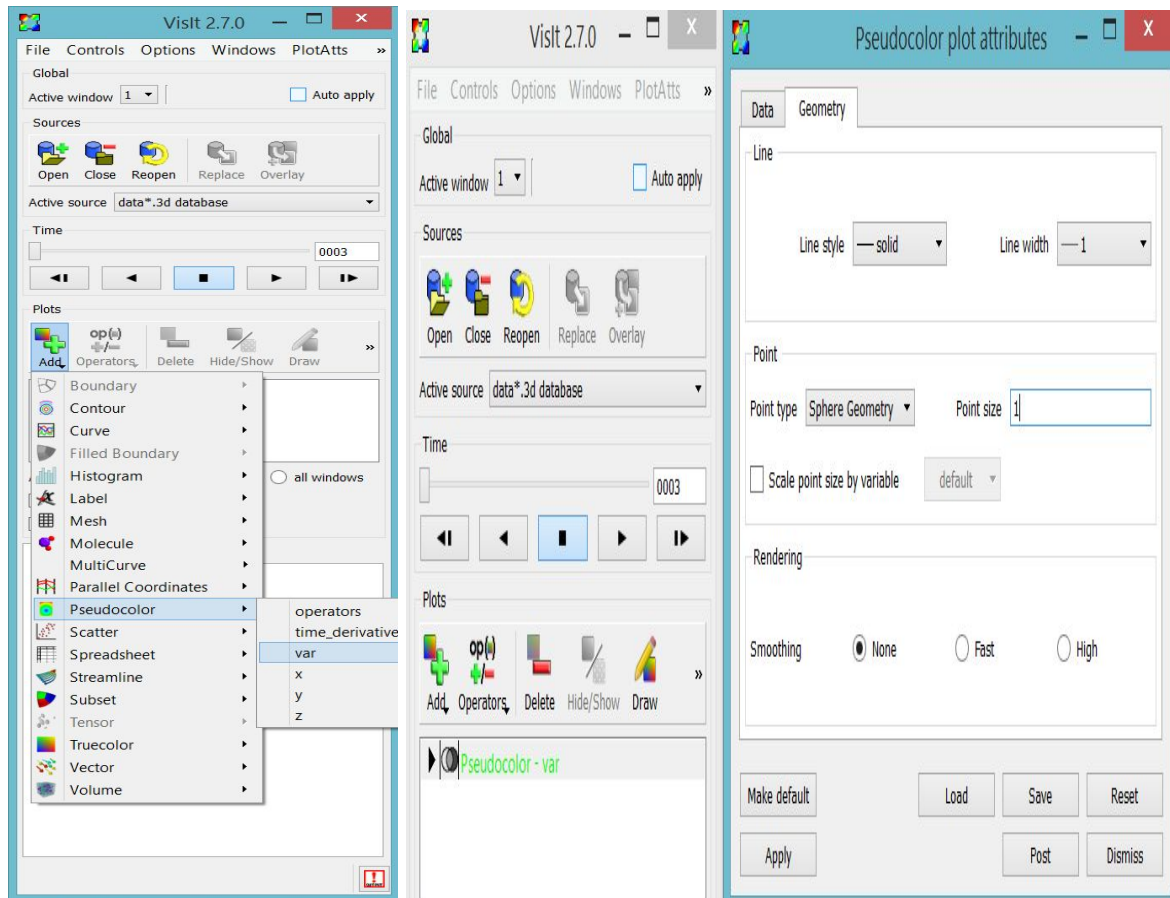 VisIt 2.7.0
File Controls Options Windows PlotAtts »
Global
Active window 1 Auto apply
Sources
Open Close Reopen Replace Overlay
Active source data*.3d database
Time
0003
Plots
op(=)
+/-
Add Operators Delete Hide/Show Draw »
Boundary
Contour
Curve
Filled Boundary
Histogram
all windows
Label
Mesh
Molecule
MultiCurve
Parallel Coordinates
Pseudocolor
Scatter
Spreadsheet
Streamline
Subset
Tensor
Truecolor
Vector
Volume
operators
time_derivative
var
x
y
z
VisIt 2.7.0
File Controls Options Windows PlotAtts »
Global
Active window 1 Auto apply
Sources
Open Close Reopen Replace Overlay
Active source data*.3d database
Time
0003
Plots
op(=)
+/-
Add Operators Delete Hide/Show Draw »
Pseudocolor - var
Pseudocolor plot attributes
Data Geometry
Line
Line style solid Line width 1
Point
Point type Sphere Geometry Point size 1
Scale point size by variable default
Rendering
Smoothing None Fast High
Make default Load Save Reset
Apply Post Dismiss